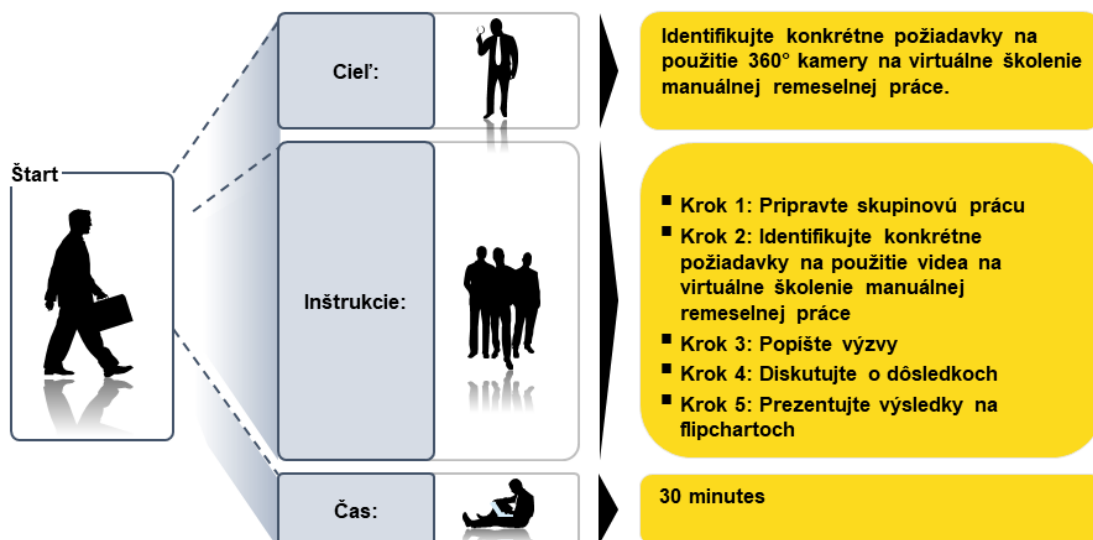 Štart
Cieľ:
Identifikujte konkrétne požiadavky na
použitie 360° kamery na virtuálne školenie
manuálnej remeselnej práce.
Inštrukcie:
▪ Krok 1: Pripravte skupinovú prácu
▪ Krok 2: Identifikujte konkrétne
požiadavky na použitie videa na
virtuálne školenie manuálnej
remeselnej práce
▪ Krok 3: Popíšte výzvy
▪ Krok 4: Diskutujte o dôsledkoch
▪ Krok 5: Prezentujte výsledky na
flipchartoch
Čas:
30 minutes